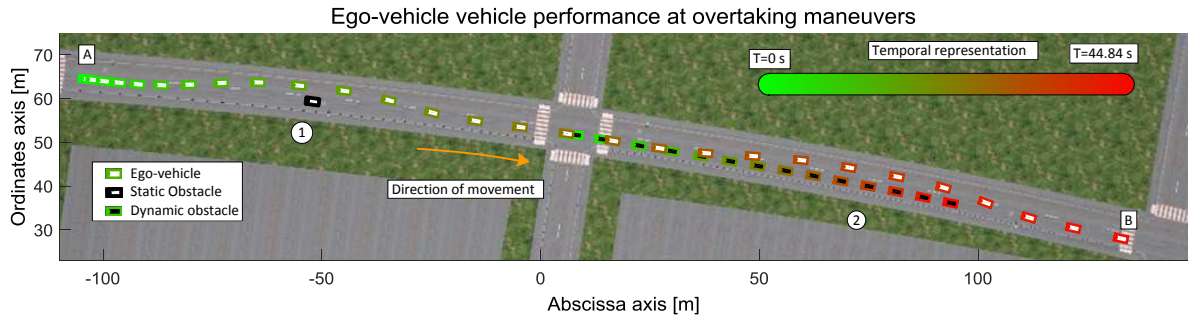 Ego-vehicle vehicle performance at overtaking maneuvers
70
60
50
40
30
Ordinates axis [m]
A
T=0 s
Temporal representation
T=44.84 s
1
Direction of movement
Ego-vehicle
Static Obstacle
Dynamic obstacle
2
B
-100
-50
0
50
100
Abscissa axis [m]